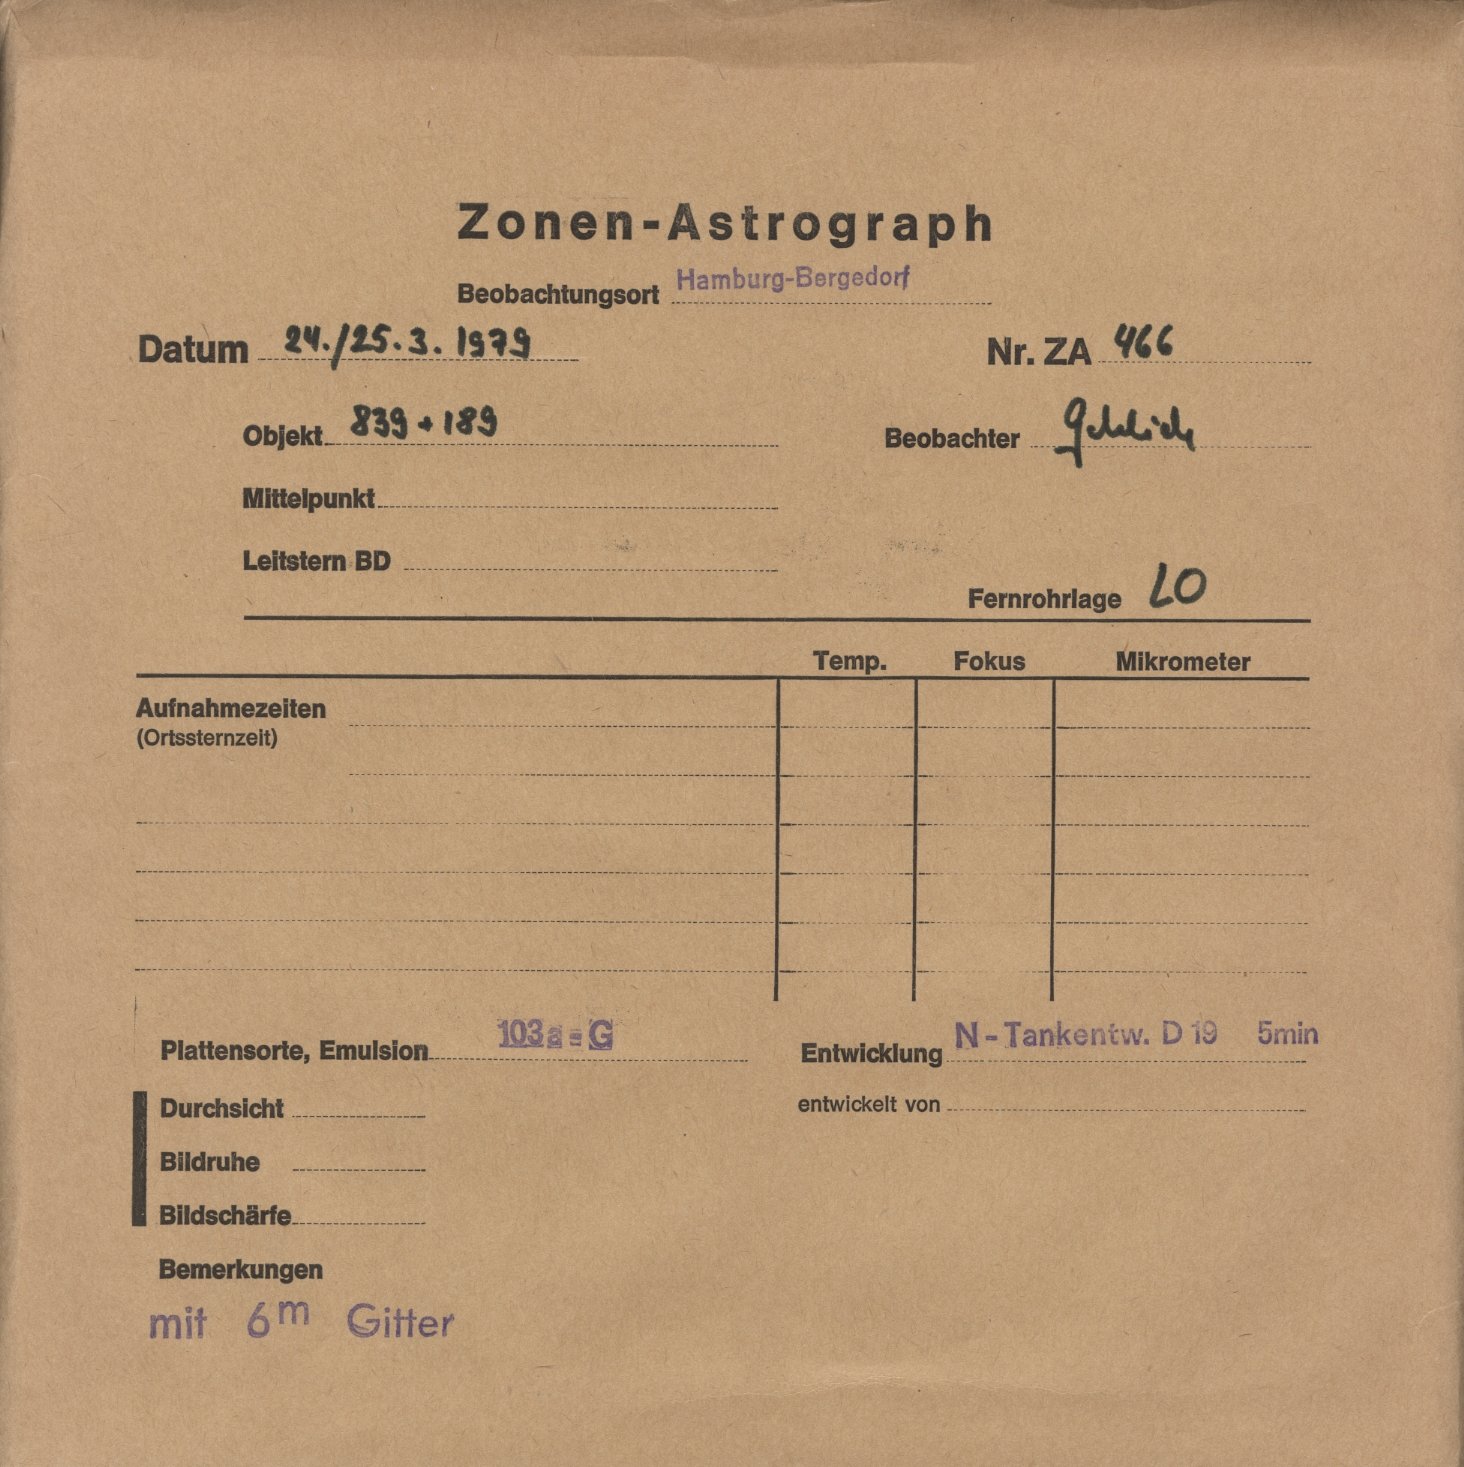 Zonen-Astrograph
Beobachtungsort Hamburg-Bergedorf
Datum 24./25.3.1979 Nr. ZA 466
Objekt 839 + 189 Beobachter
Mittelpunkt
Leitstern BD
Fernrohrlage LO
Temp. Fokus Mikrometer
Aufnahmezeiten
(Ortssternzeit)
Plattensorte, Emulsion 103a-G Entwicklung N-Tankentw. D 19 5min
Durchsicht entwickelt von
Bildruhe
Bildschärfe
Bemerkungen
mit 6m Gitter